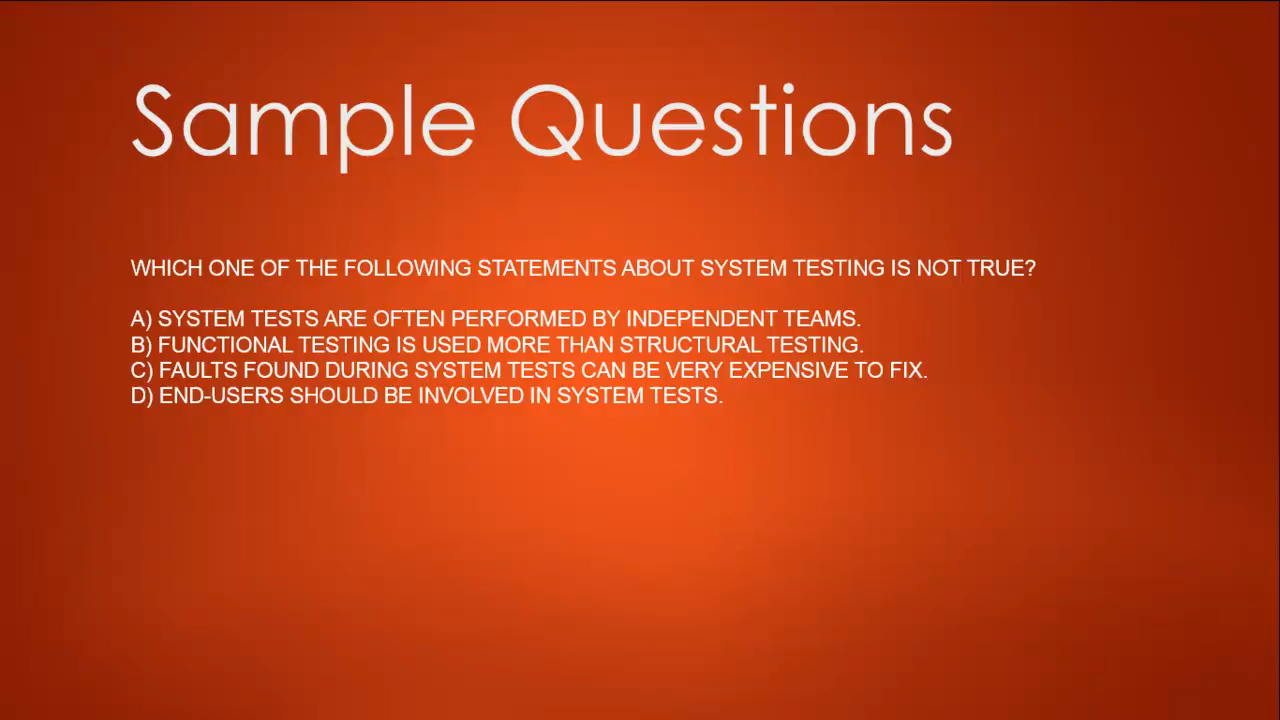 Sample Questions
WHICH ONE OF THE FOLLOWING STATEMENTS ABOUT SYSTEM TESTING IS NOT TRUE?
A) SYSTEM TESTS ARE OFTEN PERFORMED BY INDEPENDENT TEAMS.
B) FUNCTIONAL TESTING IS USED MORE THAN STRUCTURAL TESTING.
C) FAULTS FOUND DURING SYSTEM TESTS CAN BE VERY EXPENSIVE TO FIX.
D) END-USERS SHOULD BE INVOLVED IN SYSTEM TESTS.